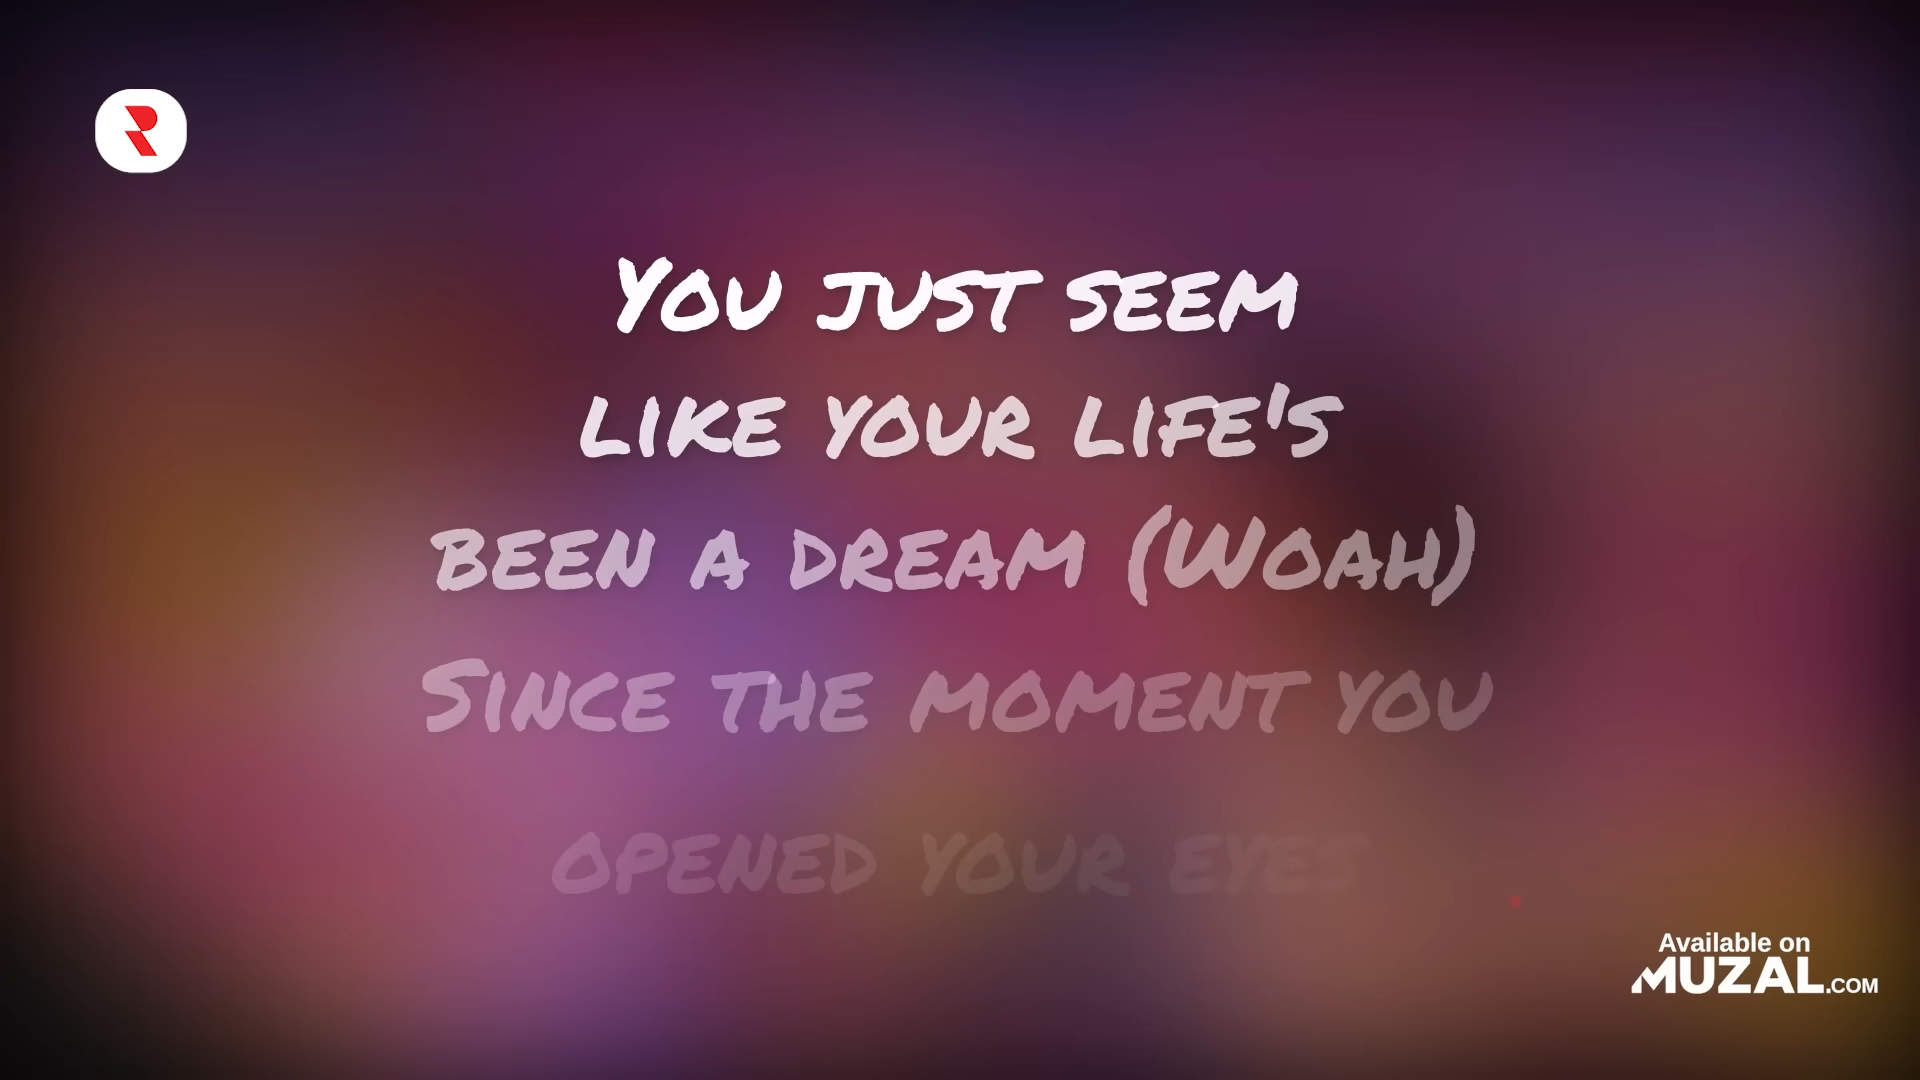 You just seem
like your life's
been a dream (Woah)
Since the moment you
opened your eyes
Available on
MUZAL.COM